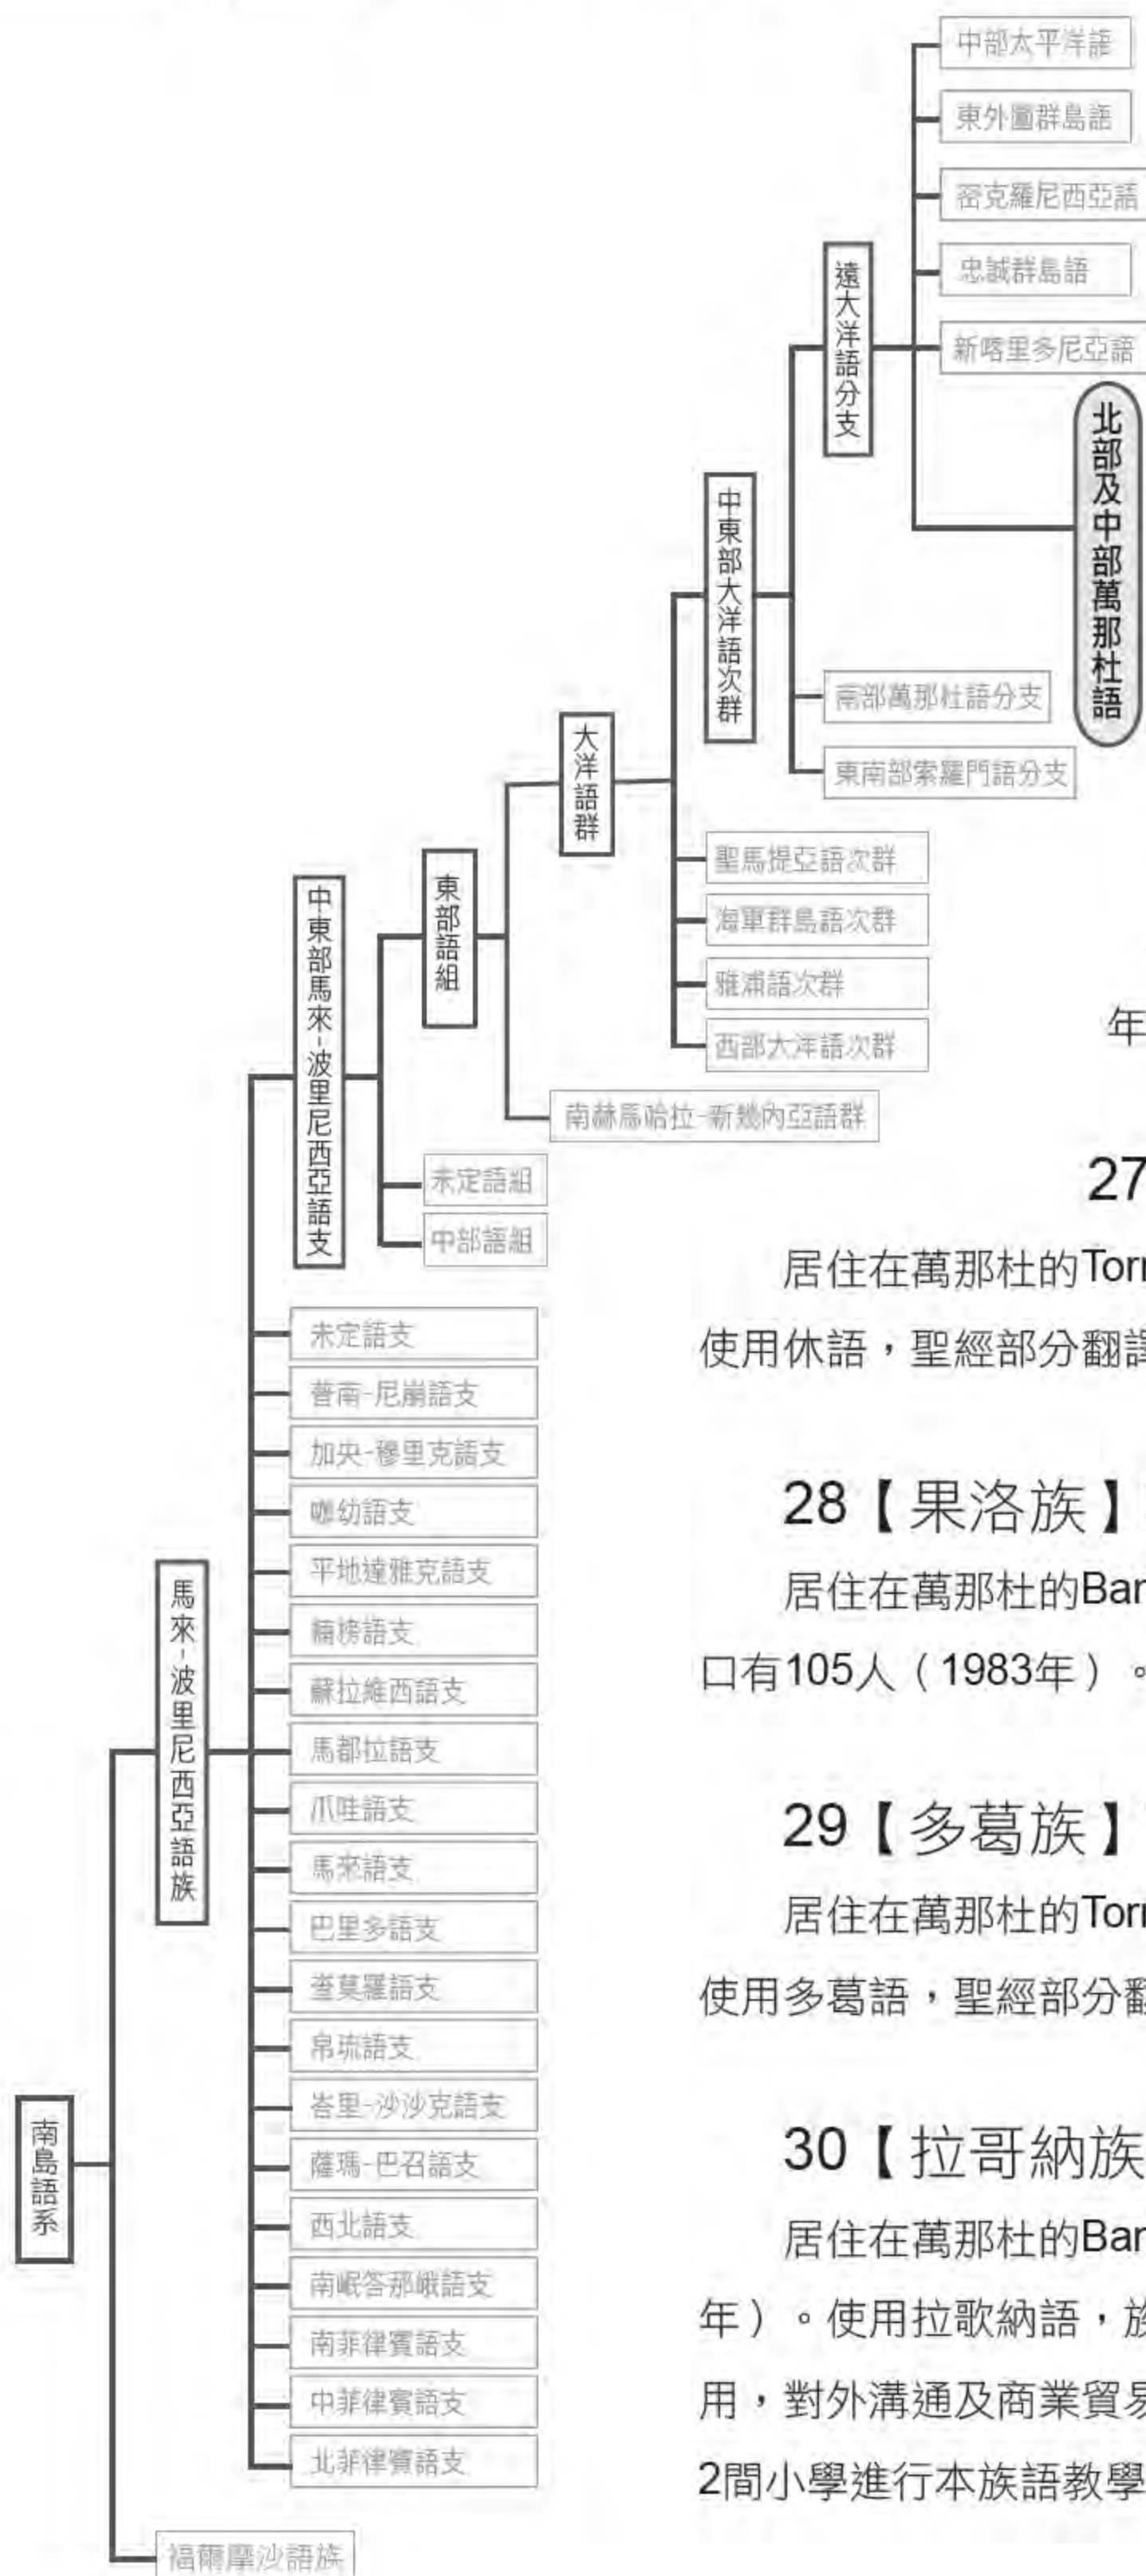 中部太平洋語
東外圍群島語
密克羅尼西亞語
忠誠群島語
新喀里多尼亞語
北部及中部萬那杜語
遠大洋語分支
南部萬那杜語分支
東南部索羅門語分支
中東部大洋語次群
聖馬提亞語次群
海軍群島語次群
雅浦語次群
西部大洋語次群
大洋語群
南赫馬哈拉-新幾內亞語群
東部語組
未定語組
中部語組
中東部馬來-波里尼西亞語支
未定語支
普南-尼崩語支
加央-穆里克語支
平地達雅克語支
蘇拉維西語支
馬都拉語支
爪哇語支
馬來語支
巴里多語支
查莫羅語支
帛琉語支
峇里-沙沙克語支
薩瑪-巴召語支
西北語支
南岷答那峨語支
南菲律賓語支
中菲律賓語支
北菲律賓語支
馬來-波里尼西亞語族
南島語系
福爾摩沙語族
年
27
居住在萬那杜的Torr
使用休語，聖經部分翻譯
28【果洛族】
居住在萬那杜的Ban
口有105人（1983年）。
29【多葛族】
居住在萬那杜的Torr
使用多葛語，聖經部分翻
30【拉哥納族
居住在萬那杜的Ban
年）。使用拉歌納語，族
用，對外溝通及商業貿易
2間小學進行本族語教學